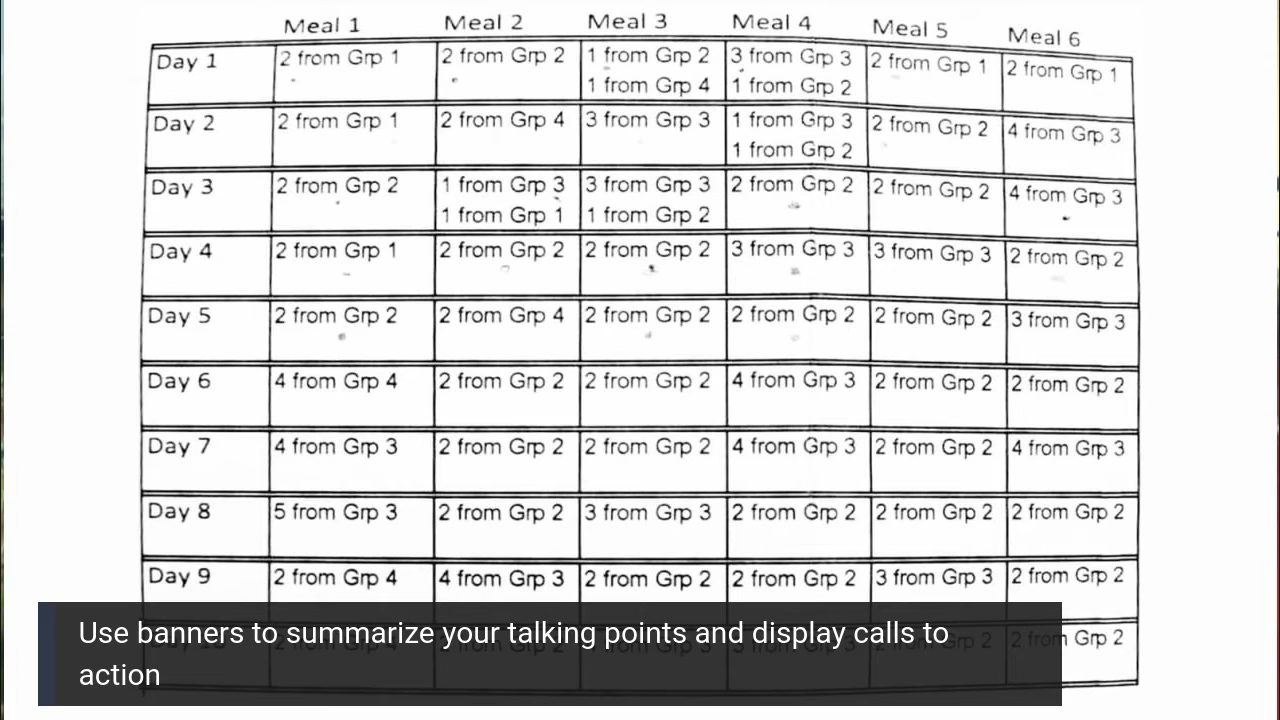 Meal 1 Meal 2 Meal 3 Meal 4 Meal 5 Meal 6
Day 1 2 from Grp 1 2 from Grp 2 1 from Grp 2 3 from Grp 3 2 from Grp 1 2 from Grp 1
1 from Grp 4 1 from Grp 2
Day 2 2 from Grp 1 2 from Grp 4 3 from Grp 3 1 from Grp 3 2 from Grp 2 4 from Grp 3
1 from Grp 2
Day 3 2 from Grp 2 1 from Grp 3 3 from Grp 3 2 from Grp 2 2 from Grp 2 4 from Grp 3
1 from Grp 1 1 from Grp 2
Day 4 2 from Grp 1 2 from Grp 2 2 from Grp 2 3 from Grp 3 3 from Grp 3 2 from Grp 2
Day 5 2 from Grp 2 2 from Grp 4 2 from Grp 2 2 from Grp 2 2 from Grp 2 3 from Grp 3
Day 6 4 from Grp 4 2 from Grp 2 2 from Grp 2 4 from Grp 3 2 from Grp 2 2 from Grp 2
Day 7 4 from Grp 3 2 from Grp 2 2 from Grp 2 4 from Grp 3 2 from Grp 2 4 from Grp 3
Day 8 5 from Grp 3 2 from Grp 2 3 from Grp 3 2 from Grp 2 2 from Grp 2 2 from Grp 2
Day 9 2 from Grp 4 4 from Grp 3 2 from Grp 2 2 from Grp 2 3 from Grp 3 2 from Grp 2
2 from Grp 2
Use banners to summarize your talking points and display calls to
action